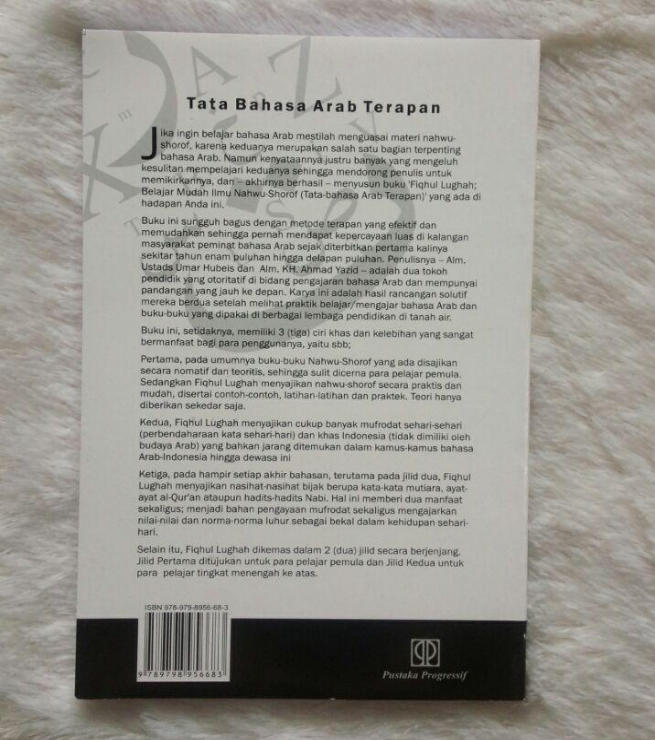 Tata Bahasa Arab Terapan
Jika ingin belajar bahasa Arab mestilah menguasai materi nahwu-
shorof, karena keduanya merupakan salah satu bagian terpenting
bahasa Arab. Namun kenyataannya justru banyak yang mengeluh
kesulitan mempelajari keduanya sehingga mendorong penulis untuk
memikirkannya, dan – akhirnya berhasil – menyusun buku 'Fiqhul Lughah;
Belajar Mudah Ilmu Nahwu-Shorof (Tata-bahasa Arab Terapan)' yang ada di
hadapan Anda ini.
Buku ini sungguh bagus dengan metode terapan yang efektif dan
memudahkan sehingga pernah mendapat kepercayaan luas di kalangan
masyarakat peminat bahasa Arab sejak diterbitkan pertama kalinya
sekitar tahun enam puluhan hingga delapan puluhan. Penulisnya – Alm.
Ustads Umar Hubeis dan Alm. KH. Ahmad Yazid – adalah dua tokoh
pendidik yang otoritatif di bidang pengajaran bahasa Arab dan mempunyai
pandangan yang jauh ke depan. Karya ini adalah hasil rancangan solutif
mereka berdua setelah melihat praktik belajar/mengajar bahasa Arab dan
buku-buku yang dipakai di berbagai lembaga pendidikan di tanah air.
Buku ini, setidaknya, memiliki 3 (tiga) ciri khas dan kelebihan yang sangat
bermanfaat bagi para penggunanya, yaitu sbb;
Pertama, pada umumnya buku-buku Nahwu-Shorof yang ada disajikan
secara nomatif dan teoritis, sehingga sulit dicerna para pelajar pemula.
Sedangkan Fiqhul Lughah menyajikan nahwu-shorof secara praktis dan
mudah, disertai contoh-contoh, latihan-latihan dan praktek. Teori hanya
diberikan sekedar saja.
Kedua, Fiqhul Lughah menyajikan cukup banyak mufrodat sehari-sehari
(perbendaharaan kata sehari-hari) dan khas Indonesia (tidak dimiliki oleh
budaya Arab) yang bahkan jarang ditemukan dalam kamus-kamus bahasa
Arab-Indonesia hingga dewasa ini
Ketiga, pada hampir setiap akhir bahasan, terutama pada jilid dua, Fiqhul
Lughah menyajikan nasihat-nasihat bijak berupa kata-kata mutiara, ayat-
ayat al-Qur'an ataupun hadits-hadits Nabi. Hal ini memberi dua manfaat
sekaligus; menjadi bahan pengayaan mufrodat sekaligus mengajarkan
nilai-nilai dan norma-norma luhur sebagai bekal dalam kehidupan sehari-
hari.
Selain itu, Fiqhul Lughah dikemas dalam 2 (dua) jilid secara berjenjang.
Jilid Pertama ditujukan untuk para pelajar pemula dan Jilid Kedua untuk
para pelajar tingkat menengah ke atas.
ISBN 978-979-8956-68-3
9 789798 956683
Pustaka Progressif